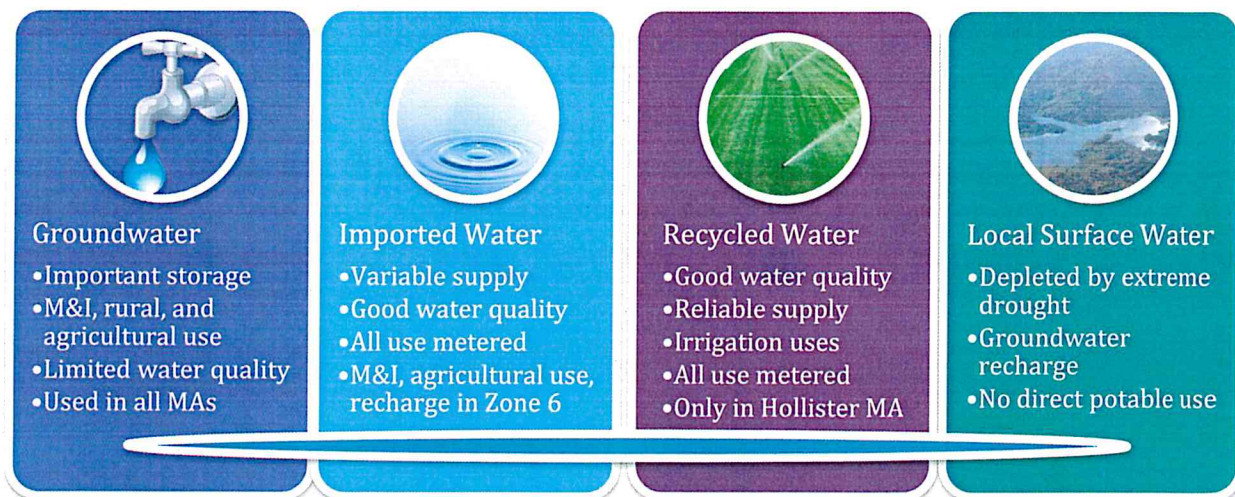 Groundwater
•Important storage
•M&I, rural, and
agricultural use
•Limited water quality
•Used in all MAs
Imported Water
•Variable supply
•Good water quality
•All use metered
•M&I, agricultural use,
recharge in Zone 6
Recycled Water
•Good water quality
•Reliable supply
•Irrigation uses
•All use metered
•Only in Hollister MA
Local Surface Water
•Depleted by extreme
drought
•Groundwater
recharge
•No direct potable use